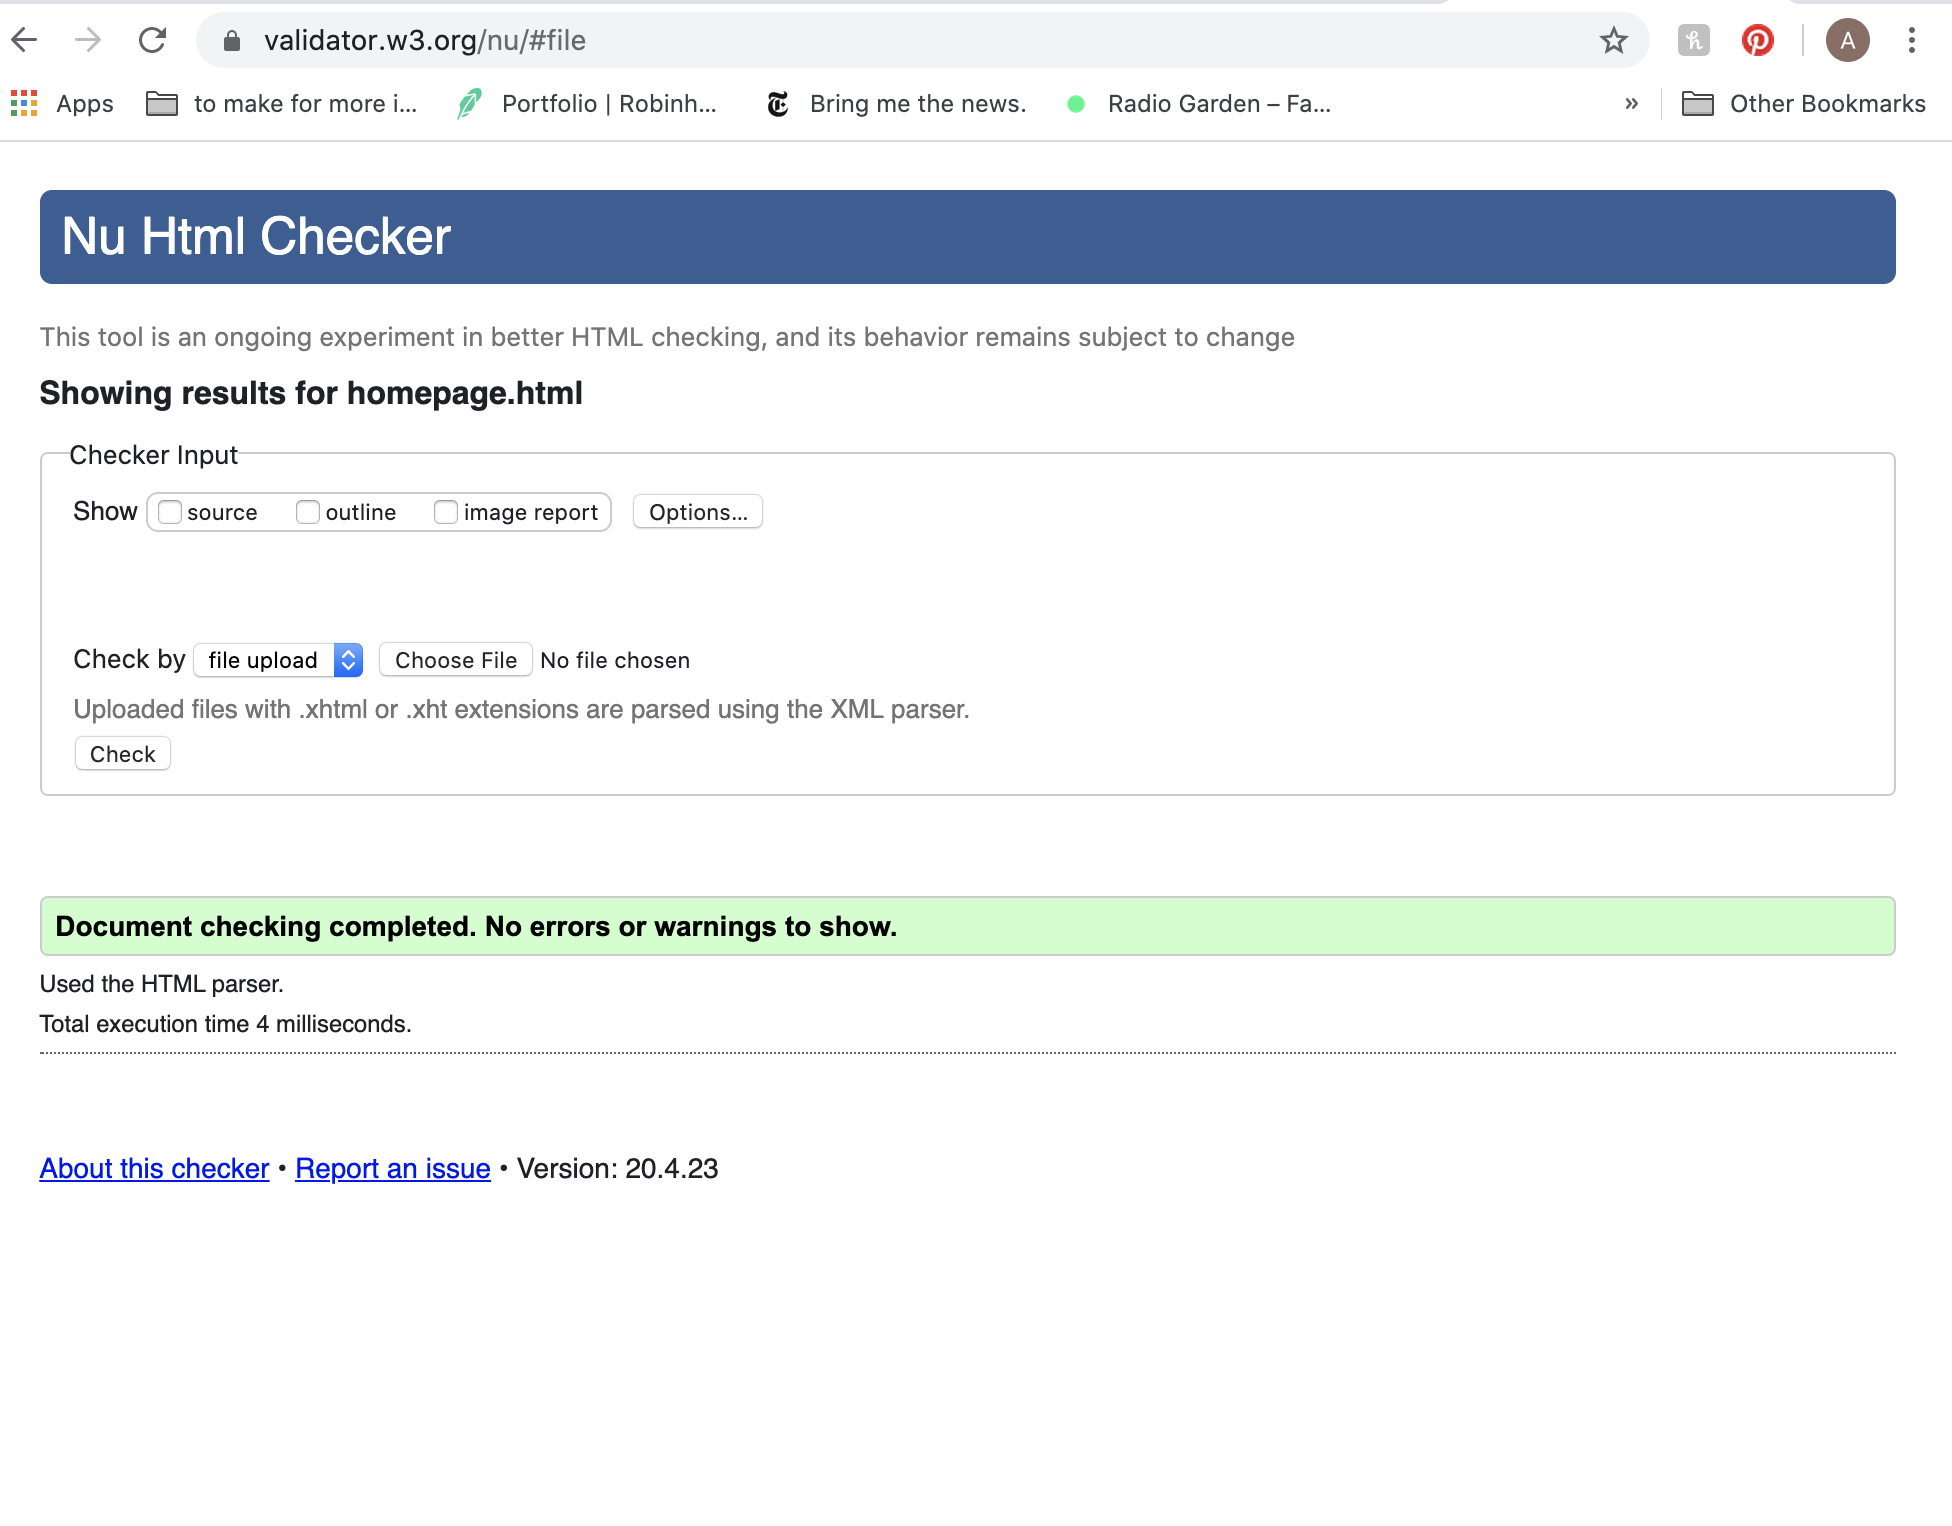 validator.w3.org/nu/#file
A
Apps to make for more i... Portfolio | Robinh... Bring me the news. Radio Garden – Fa... » Other Bookmarks
Nu Html Checker
This tool is an ongoing experiment in better HTML checking, and its behavior remains subject to change
Showing results for homepage.html
Checker Input
Show source outline image report Options...
Check by file upload Choose File No file chosen
Uploaded files with .xhtml or .xht extensions are parsed using the XML parser.
Check
Document checking completed. No errors or warnings to show.
Used the HTML parser.
Total execution time 4 milliseconds.
About this checker • Report an issue • Version: 20.4.23